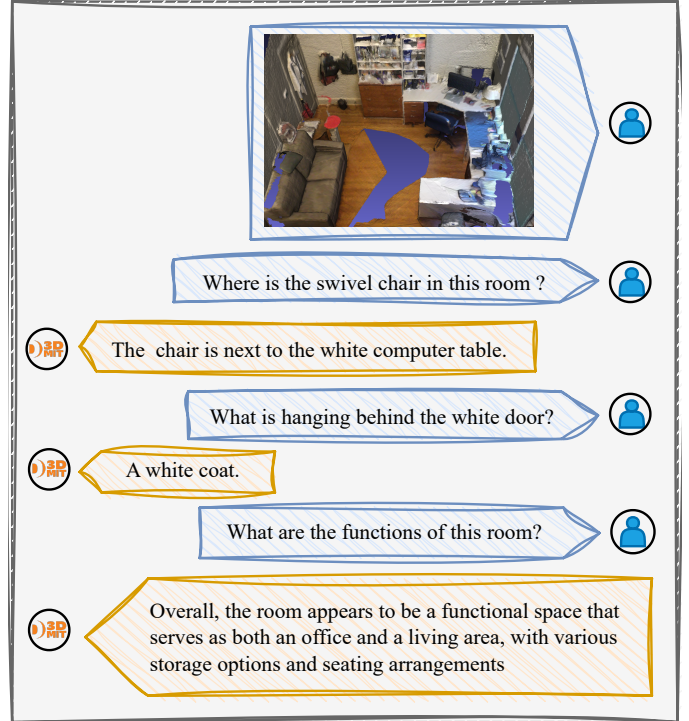 Where is the swivel chair in this room ?
3D
MIT
The chair is next to the white computer table.
What is hanging behind the white door?
3D
MIT
A white coat.
What are the functions of this room?
3D
MIT
Overall, the room appears to be a functional space that
serves as both an office and a living area, with various
storage options and seating arrangements